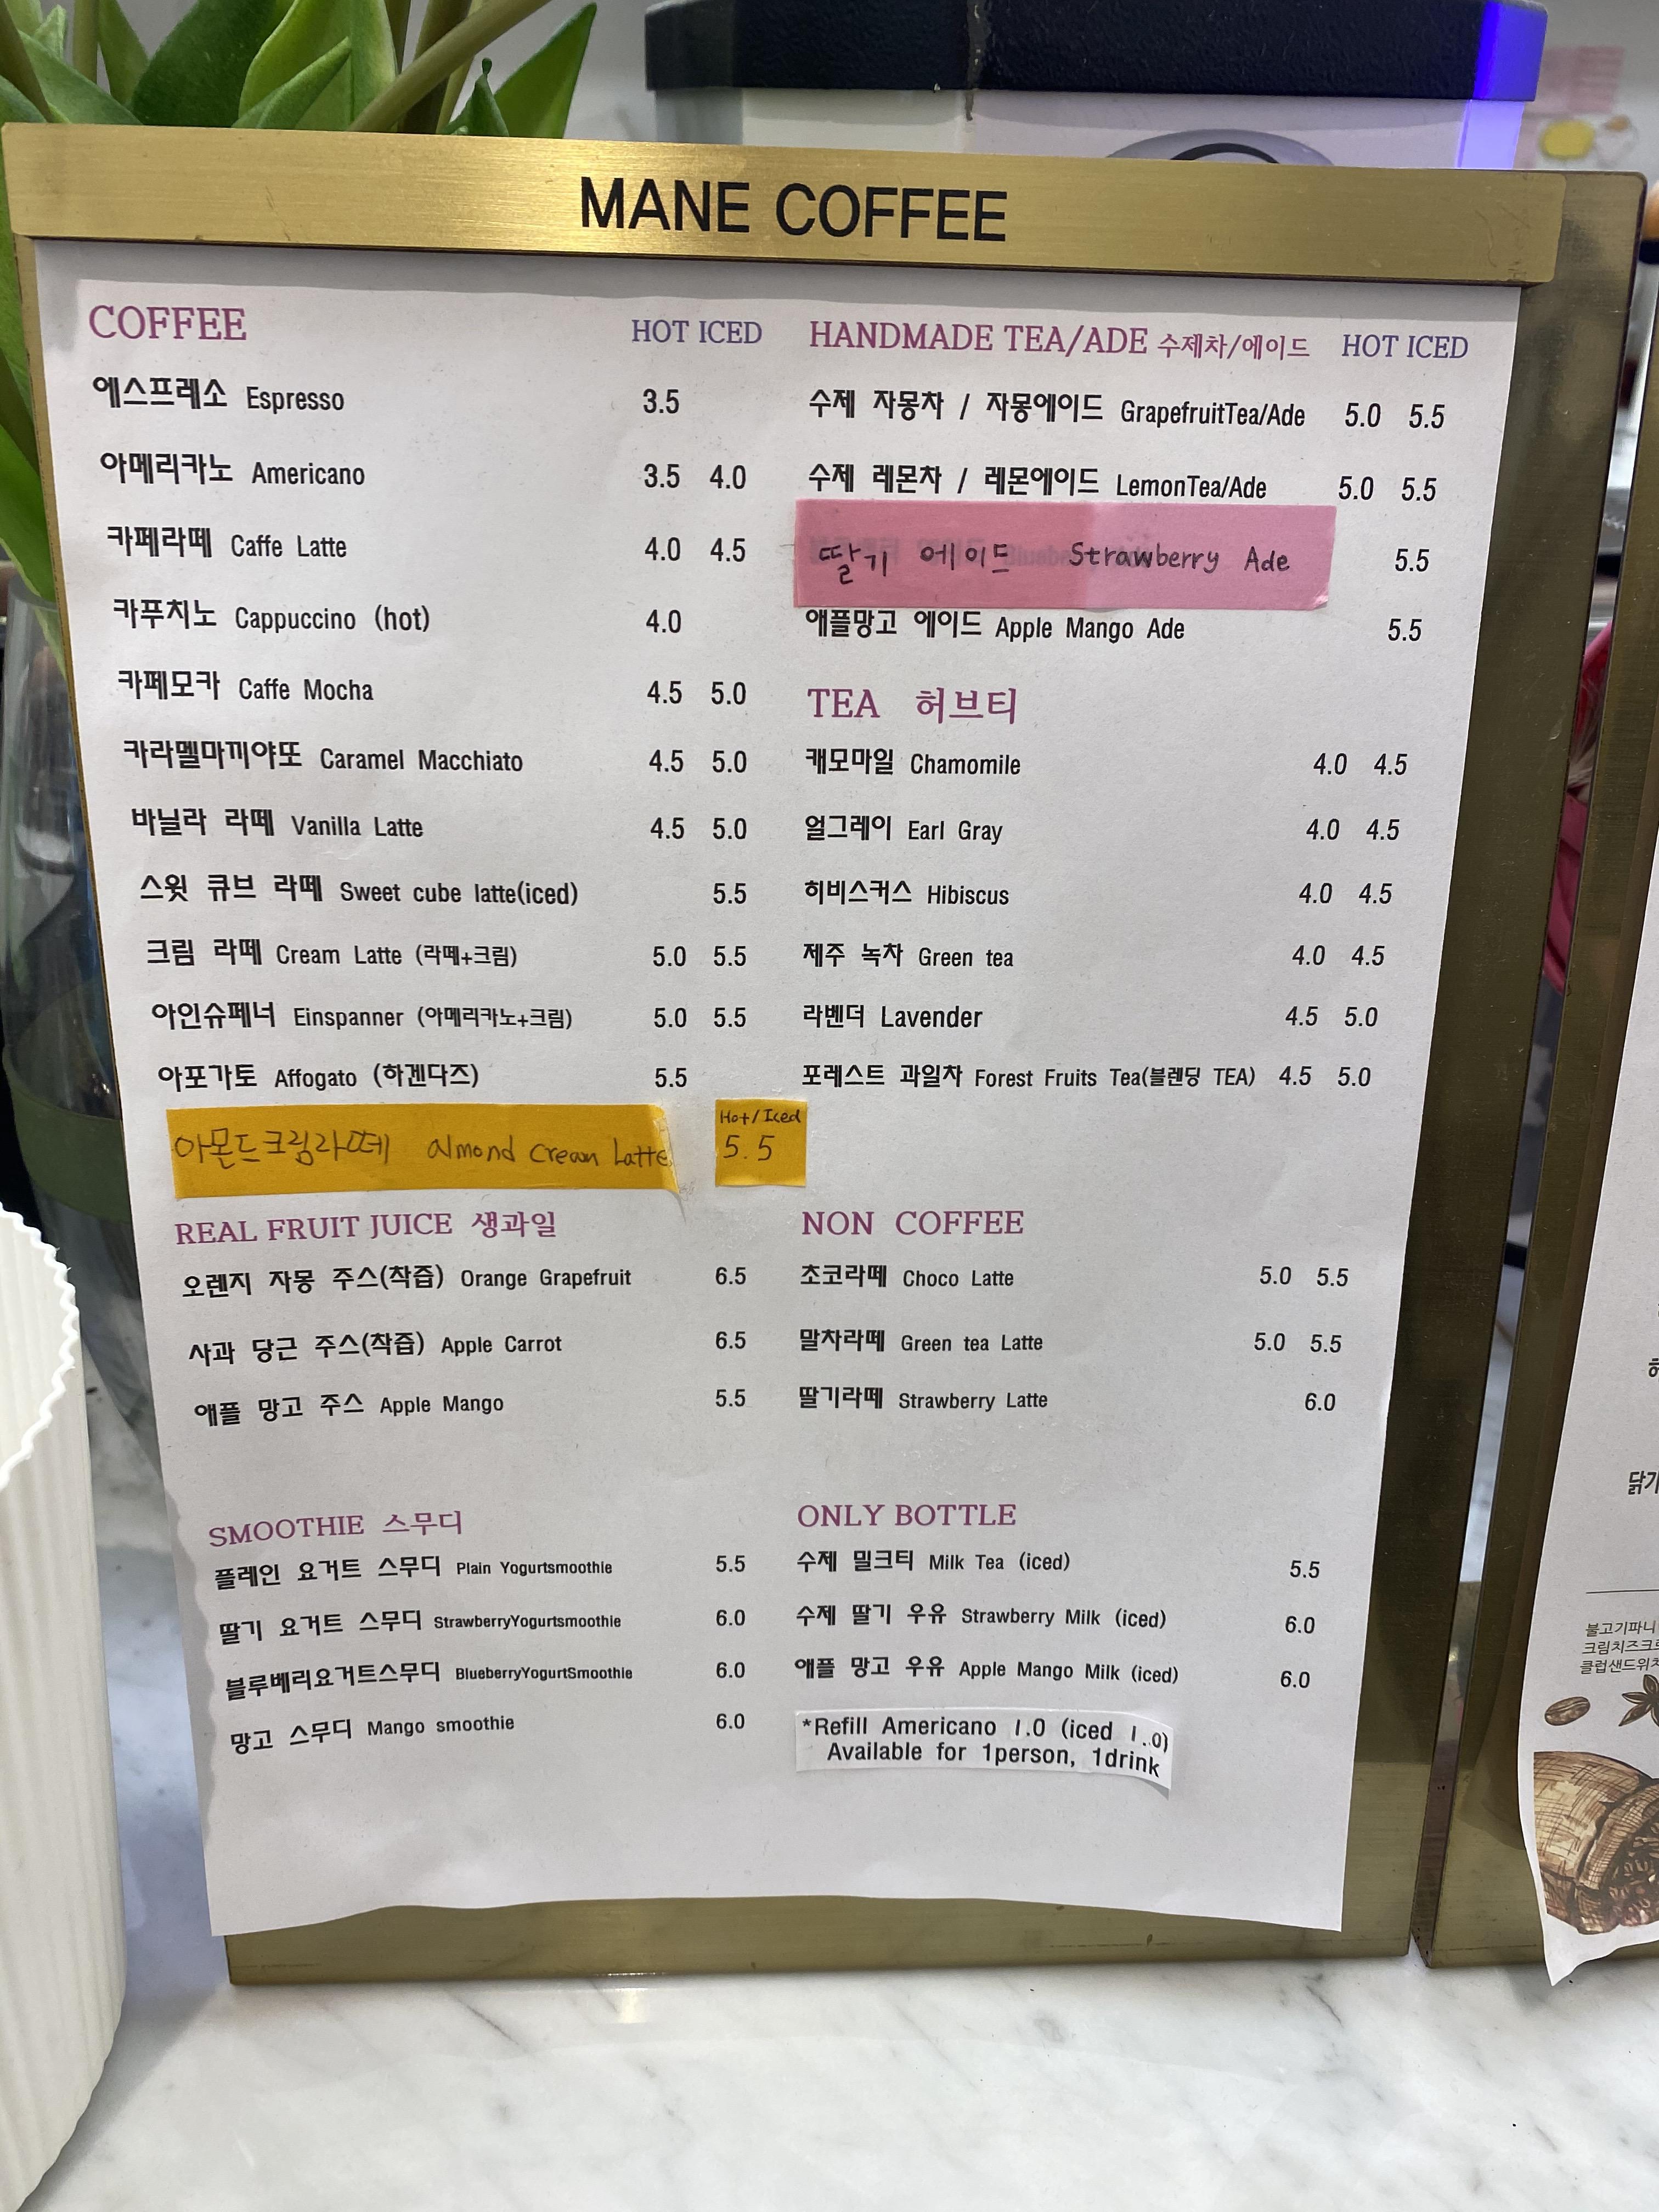 MANE COFFEE
COFFEE HOT ICED
에스프레소 Espresso 3.5
아메리카노 Americano 3.5 4.0
카페라떼 Caffe Latte 4.0 4.5
카푸치노 Cappuccino (hot) 4.0
카페모카 Caffe Mocha 4.5 5.0
카라멜마끼야또 Caramel Macchiato 4.5 5.0
바닐라 라떼 Vanilla Latte 4.5 5.0
스윗 큐브 라떼 Sweet cube latte(iced) 5.5
크림 라떼 Cream Latte (라떼+크림) 5.0 5.5
아인슈페너 Einspanner (아메리카노+크림) 5.0 5.5
아포가토 Affogato (하겐다즈) 5.5
아몬드크림라떼 almond cream Latte Hot/Iced 5.5
REAL FRUIT JUICE 생과일
오렌지 자몽 주스(착즙) Orange Grapefruit 6.5
사과 당근 주스(착즙) Apple Carrot 6.5
애플 망고 주스 Apple Mango 5.5
SMOOTHIE 스무디
플레인 요거트 스무디 Plain Yogurtsmoothie 5.5
딸기 요거트 스무디 StrawberryYogurtsmoothie 6.0
블루베리요거트스무디 BlueberryYogurtSmoothie 6.0
망고 스무디 Mango smoothie 6.0
HANDMADE TEA/ADE 수제차/에이드 HOT ICED
수제 자몽차 / 자몽에이드 GrapefruitTea/Ade 5.0 5.5
수제 레몬차 / 레몬에이드 LemonTea/Ade 5.0 5.5
딸기 에이드 Strawberry Ade 5.5
애플망고 에이드 Apple Mango Ade 5.5
TEA 허브티
캐모마일 Chamomile 4.0 4.5
얼그레이 Earl Gray 4.0 4.5
히비스커스 Hibiscus 4.0 4.5
제주 녹차 Green tea 4.0 4.5
라벤더 Lavender 4.5 5.0
포레스트 과일차 Forest Fruits Tea(블렌딩 TEA) 4.5 5.0
NON COFFEE
초코라떼 Choco Latte 5.0 5.5
말차라떼 Green tea Latte 5.0 5.5
딸기라떼 Strawberry Latte 6.0
ONLY BOTTLE
수제 밀크티 Milk Tea (iced) 5.5
수제 딸기 우유 Strawberry Milk (iced) 6.0
애플 망고 우유 Apple Mango Milk (iced) 6.0
*Refill Americano 1.0 (iced 1.0)
Available for 1person, 1drink
불고기파니
크림치즈크
클럽샌드위치